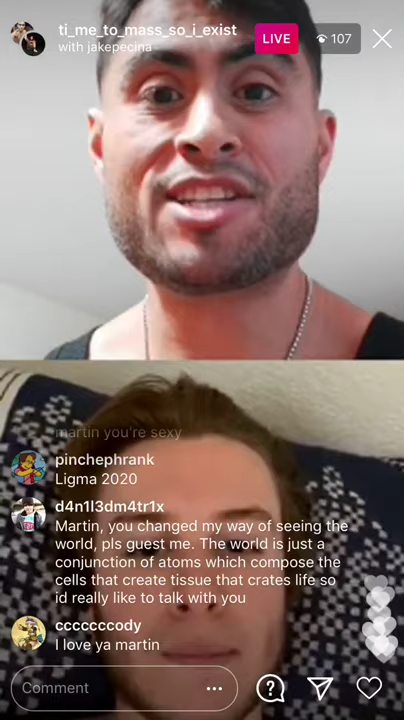 ti_me_to_mass_so_i_exist
LIVE
107
with jakepecina
martin you're sexy
pinchephrank
Ligma 2020
d4n1l3dm4tr1x
Martin, you changed my way of seeing the
world, pls guest me. The world is just a
conjunction of atoms which compose the
cells that create tissue that crates life so
id really like to talk with you
cccccccody
I love ya martin
Comment